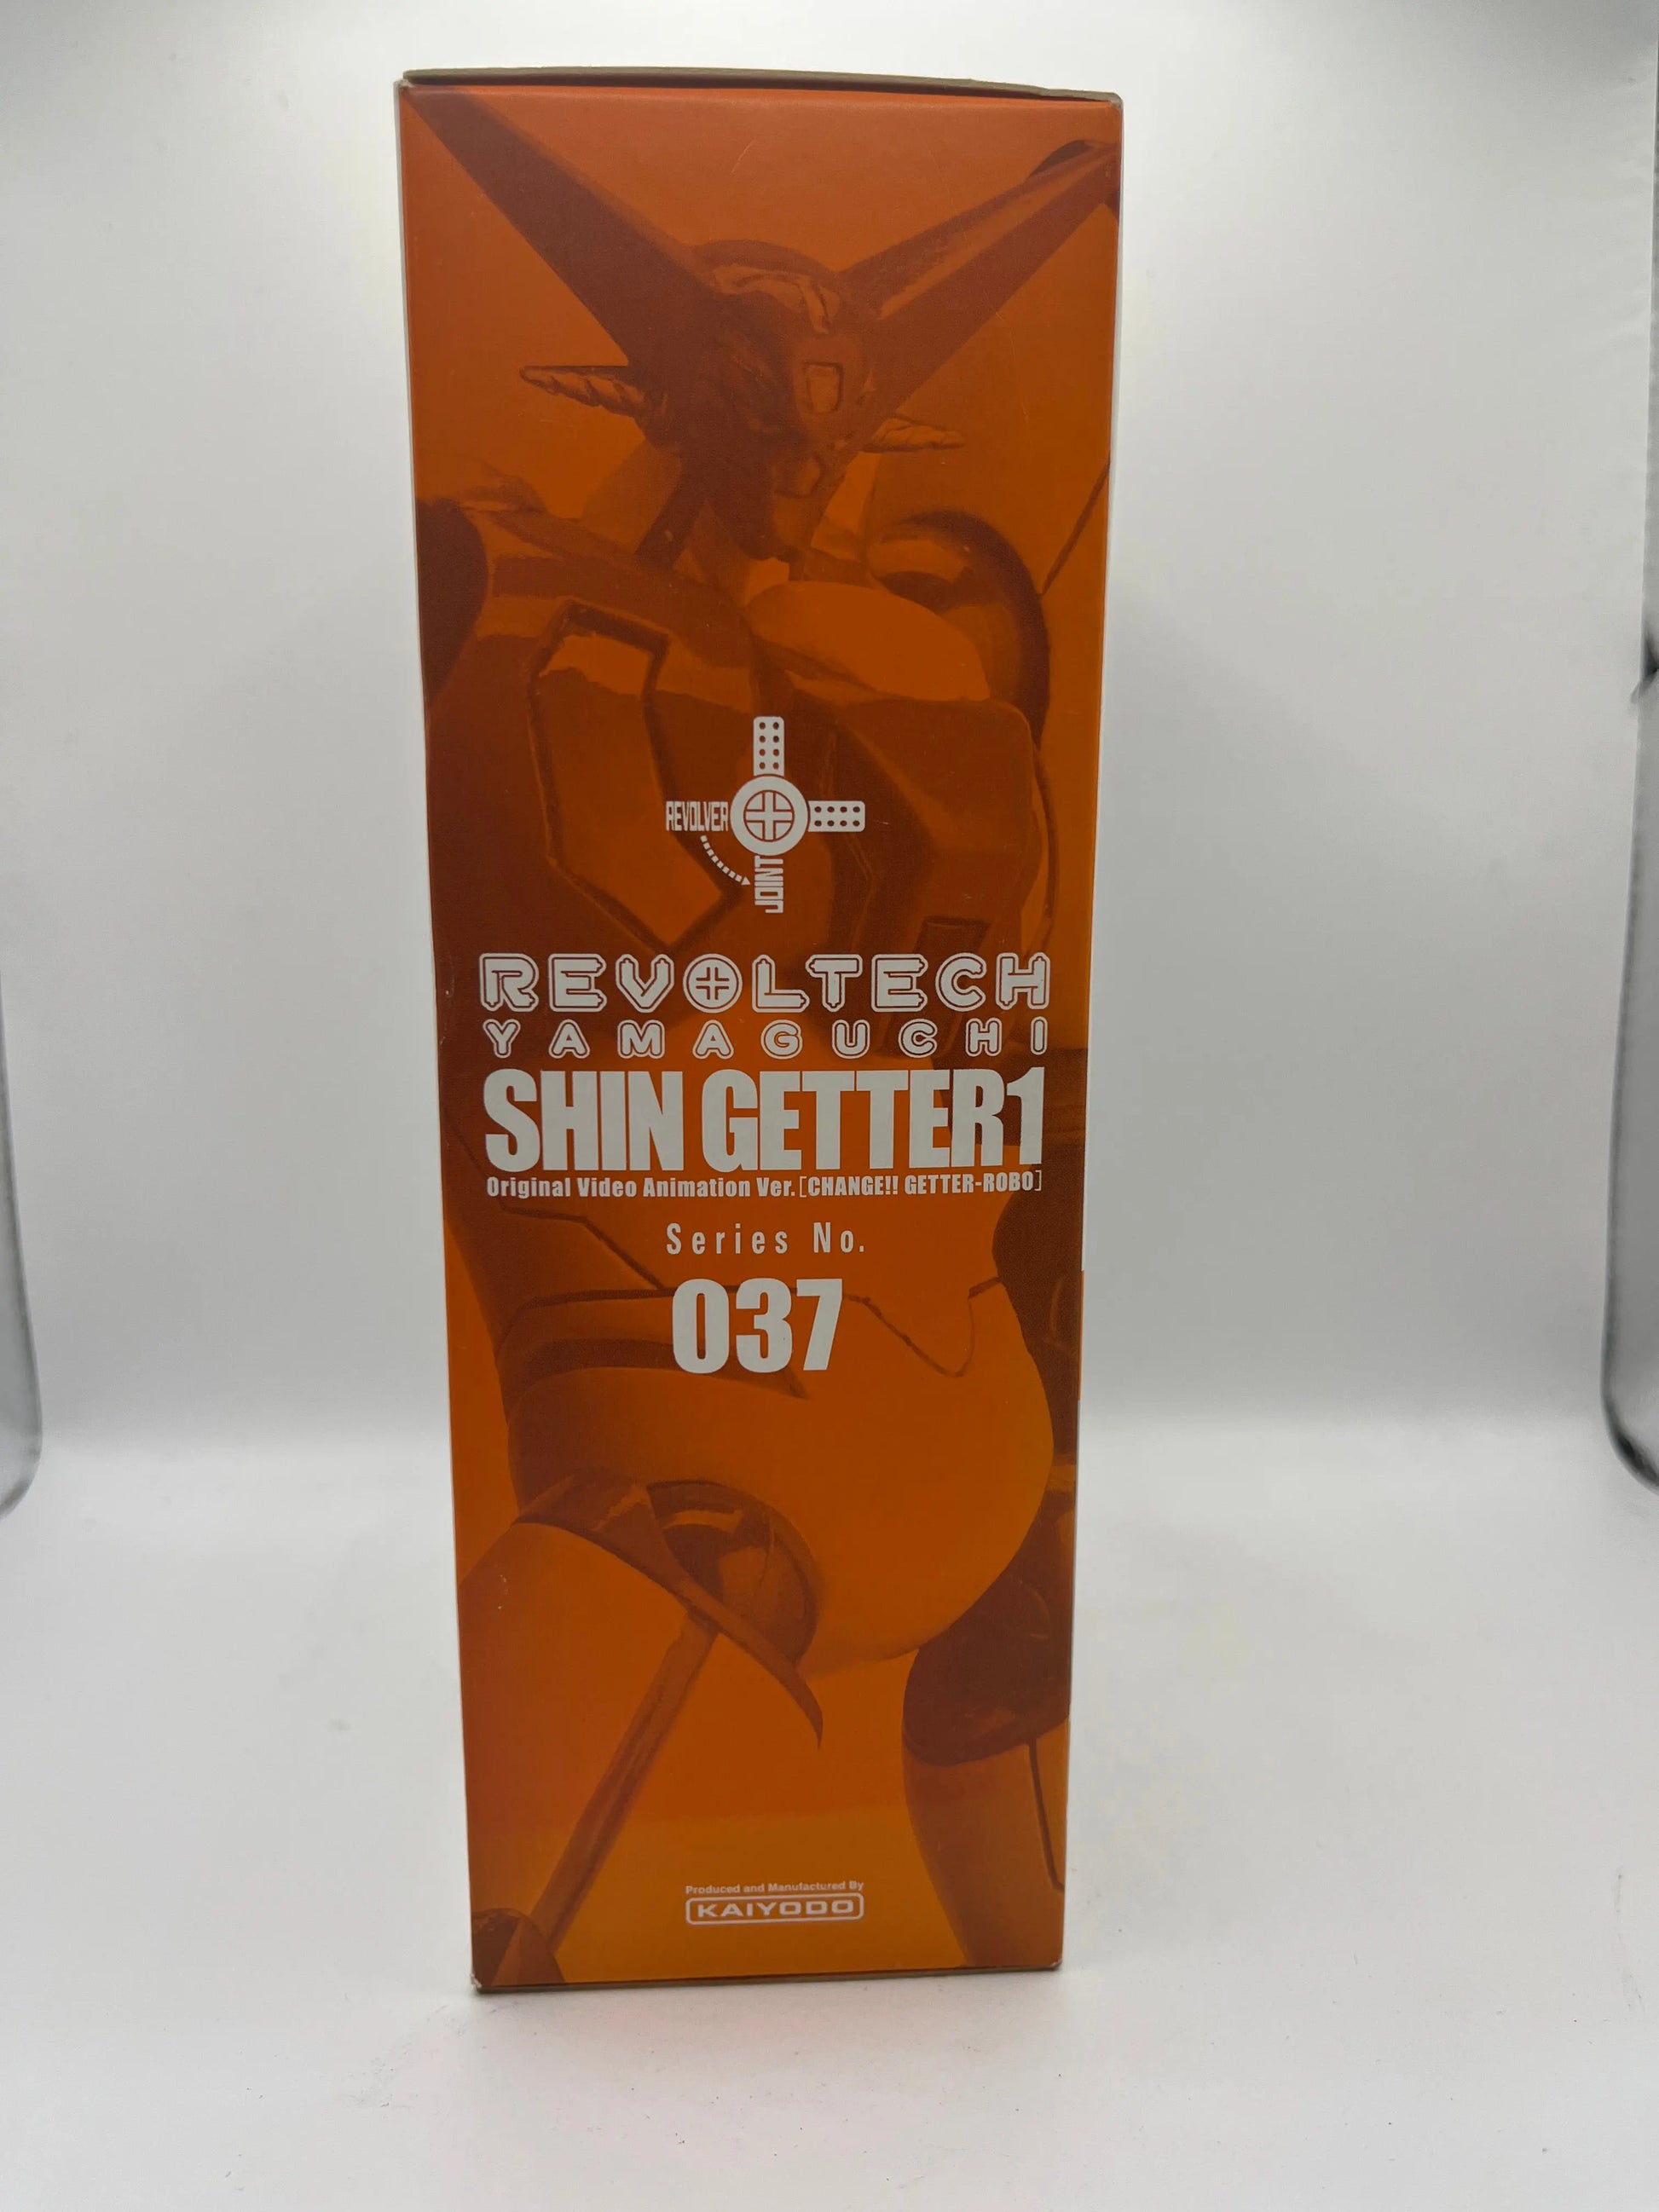 REVOLVER
JOINT
REVOLTECH
YAMAGUCHI
SHIN GETTER1
Original Video Animation Ver.[CHANGE!! GETTER-ROBO]
Series No.
037
Produced and Manufactured By
KAIYODO